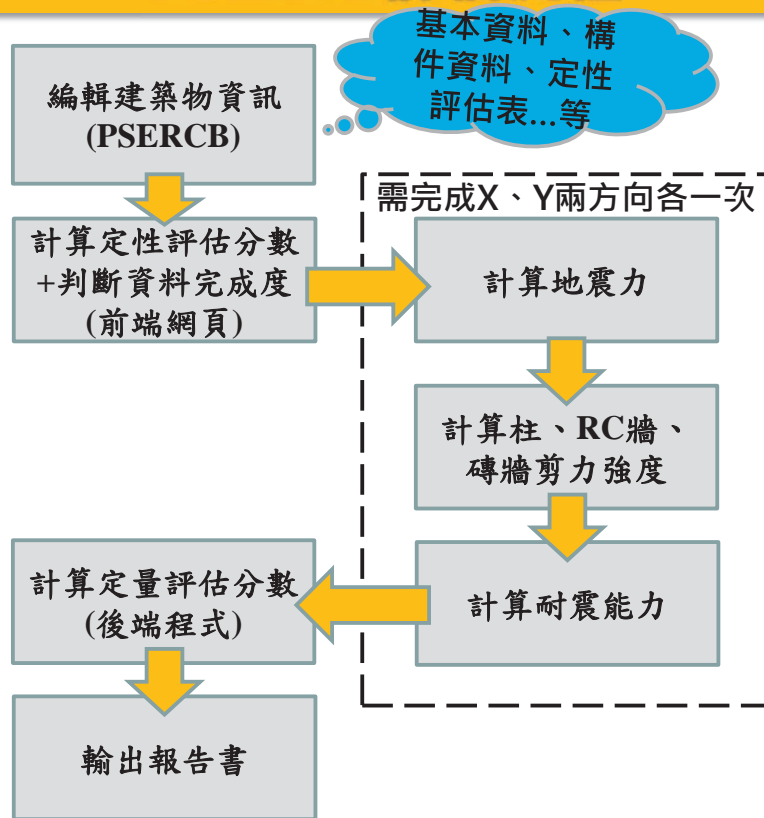 基本資料、構
件資料、定性
評估表...等
編輯建築物資訊
(PSERCB)
需完成X、Y兩方向各一次
計算定性評估分數
+判斷資料完成度
(前端網頁)
計算地震力
計算柱、RC牆、
磚牆剪力強度
計算耐震能力
計算定量評估分數
(後端程式)
輸出報告書